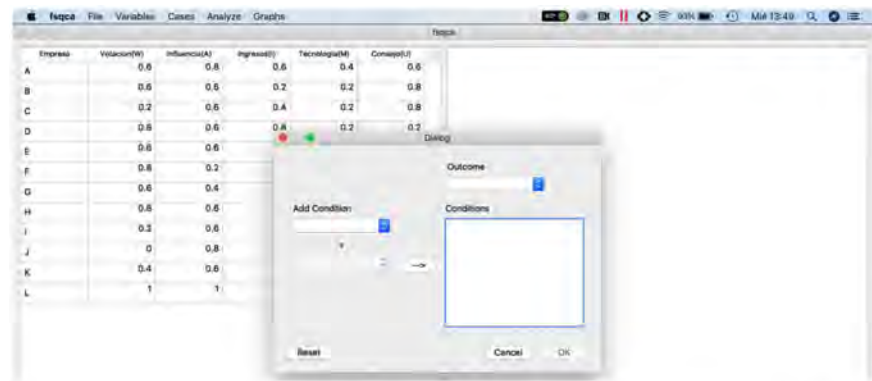 fsqca File Variables Cases Analyze Graphs 93% Mié 13:49
fsqca
Empresa Votacion(W) Influencia(A) Ingresos(I) Tecnologia(M) Consejo(U)
A 0.6 0.8 0.6 0.4 0.6
B 0.6 0.6 0.2 0.2 0.8
C 0.2 0.6 0.4 0.2 0.8
D 0.8 0.6 0.8 0.2 0.2
E 0.6 0.6
F 0.8 0.2
G 0.6 0.4
H 0.8 0.6
I 0.2 0.6
J 0 0.8
K 0.4 0.6
L 1 1
Dialog
Outcome
Add Condition Conditions
-->
Reset Cancel OK